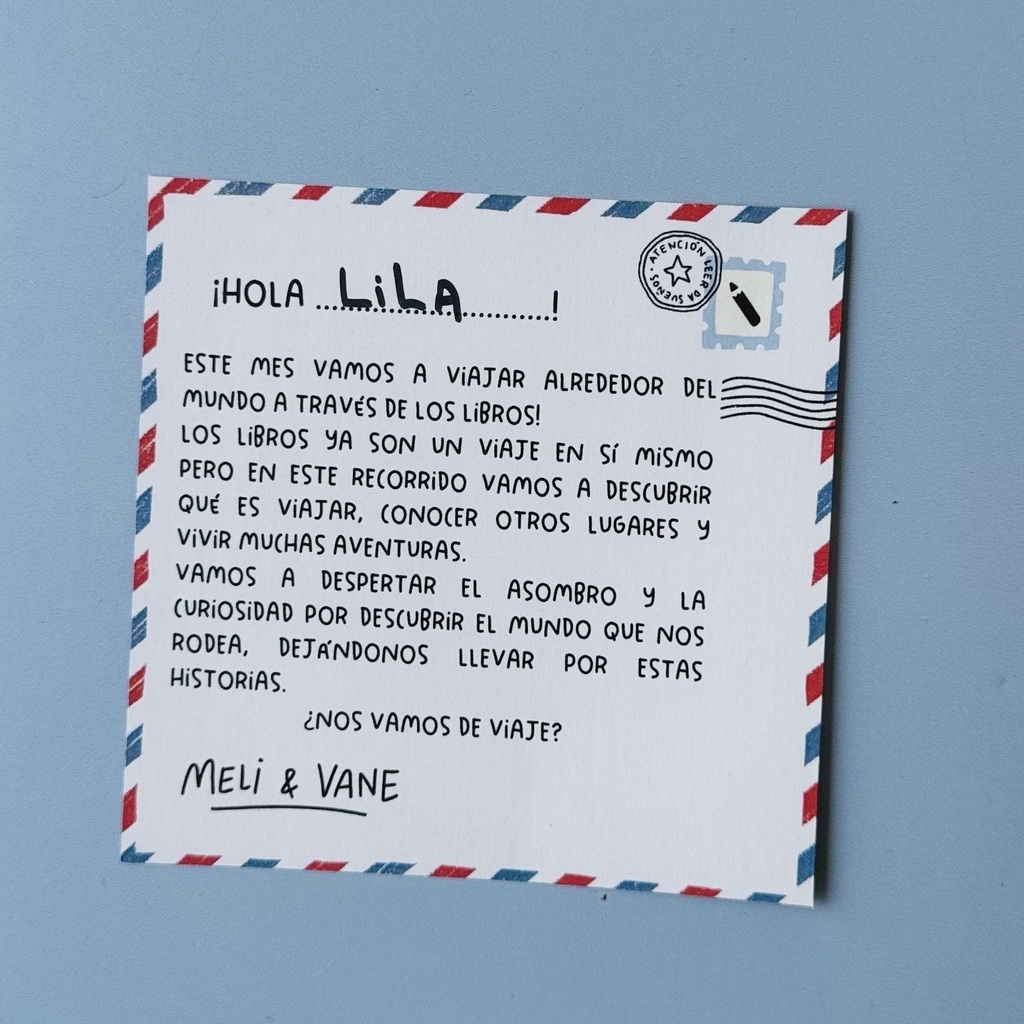 ¡HOLA ...LiLA............!
ATENCIÓN LEER DA SUEÑOS
ESTE MES VAMOS A ViAJAR ALREDEDOR DEL
MUNDO A TRAVÉS DE LOS LiBROS!
LOS LiBROS YA SON UN ViAJE EN SÍ MiSMO
PERO EN ESTE RECORRiDO VAMOS A DESCUBRiR
QUÉ ES ViAJAR, CONOCER OTROS LUGARES Y
ViViR MUCHAS AVENTURAS.
VAMOS A DESPERTAR EL ASOMBRO Y LA
CURiOSiDAD POR DESCUBRiR EL MUNDO QUE NOS
RODEA, DEJÁNDONOS LLEVAR POR ESTAS
HiSTORiAS.
¿NOS VAMOS DE ViAJE?
MELi & VANE